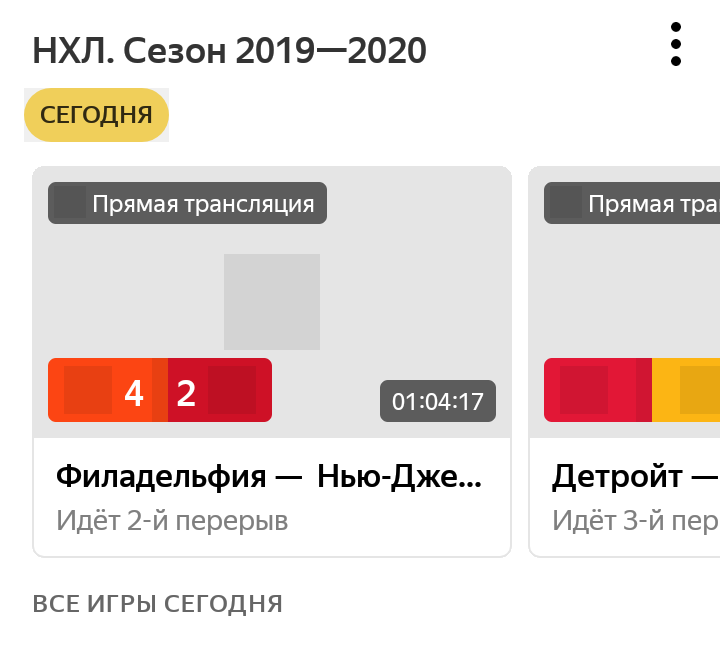 НХЛ. Сезон 2019—2020
СЕГОДНЯ
Прямая трансляция
4 2
01:04:17
Филадельфия — Нью-Дже...
Идёт 2-й перерыв
Прямая тра
Детройт —
Идёт 3-й пер
ВСЕ ИГРЫ СЕГОДНЯ